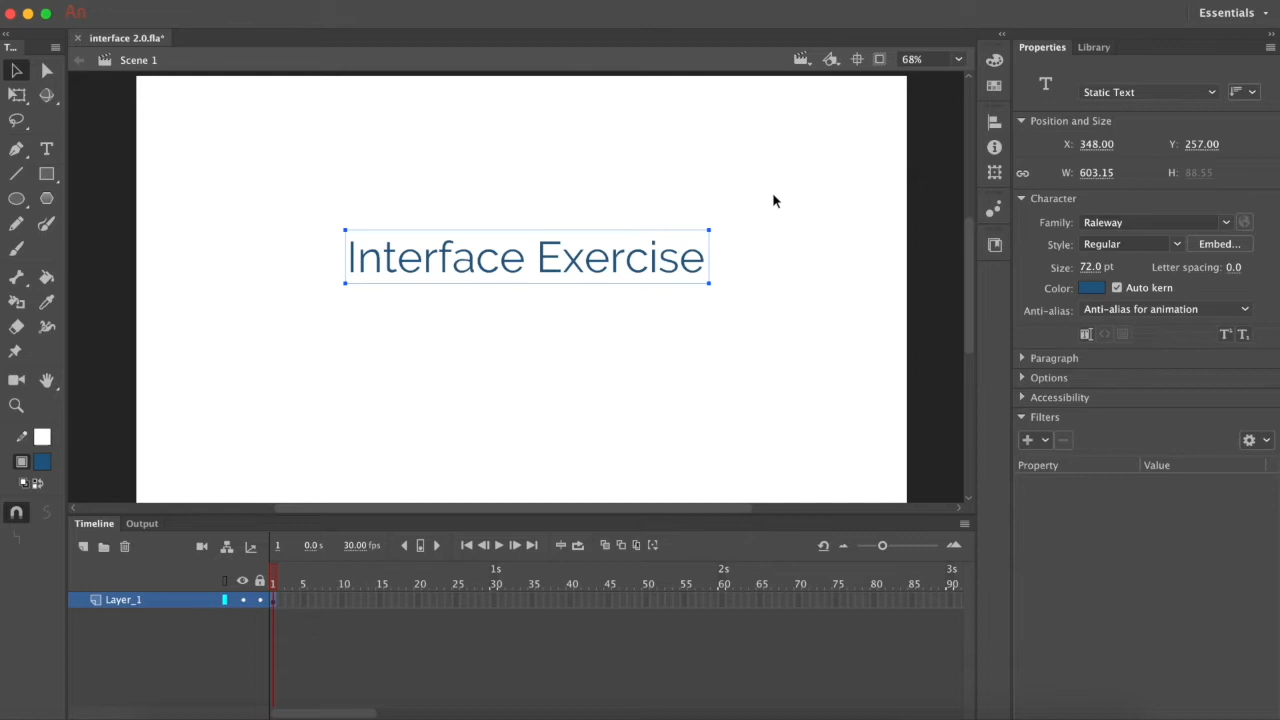 An
Essentials
T...
interface 2.0.fla*
Scene 1
68%
Interface Exercise
Properties
Library
Static Text
Position and Size
X: 348.00
Y: 257.00
W: 603.15
H: 88.55
Character
Family: Raleway
Style: Regular
Embed...
Size: 72.0 pt
Letter spacing: 0.0
Color:
Auto kern
Anti-alias: Anti-alias for animation
Paragraph
Options
Accessibility
Filters
Property
Value
Timeline
Output
1
0.0 s
30.00 fps
1s
2s
3s
1 5 10 15 20 25 30 35 40 45 50 55 60 65 70 75 80 85 90
Layer_1